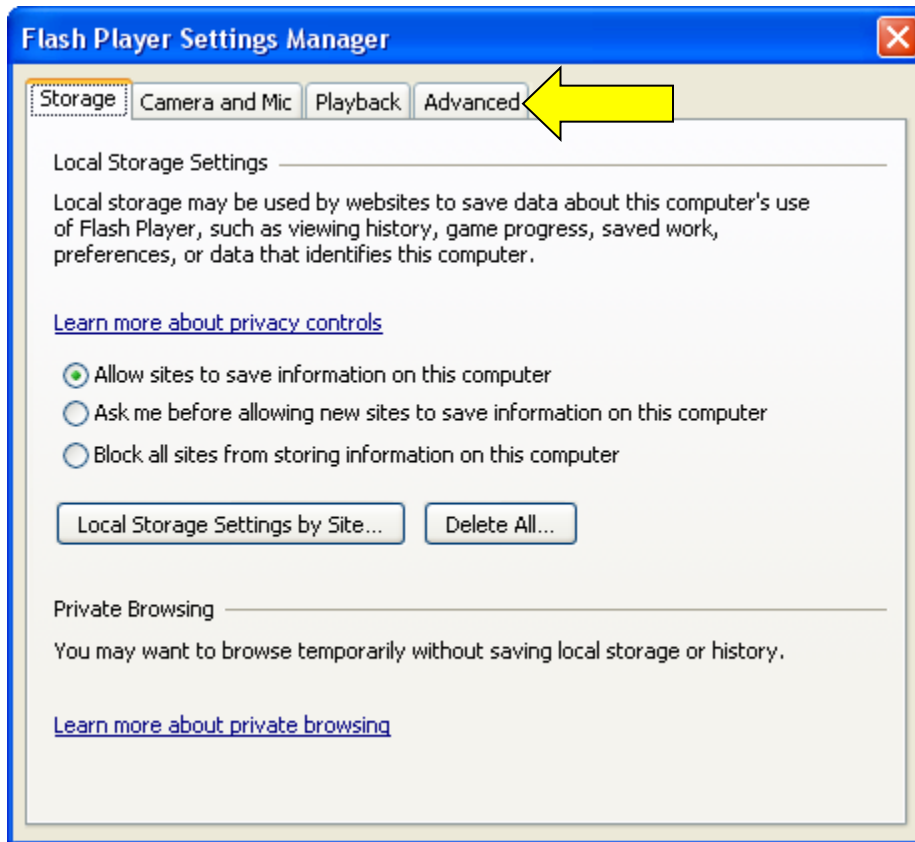 Flash Player Settings Manager
Storage Camera and Mic Playback Advanced
Local Storage Settings
Local storage may be used by websites to save data about this computer's use
of Flash Player, such as viewing history, game progress, saved work,
preferences, or data that identifies this computer.
Learn more about privacy controls
Allow sites to save information on this computer
Ask me before allowing new sites to save information on this computer
Block all sites from storing information on this computer
Local Storage Settings by Site... Delete All...
Private Browsing
You may want to browse temporarily without saving local storage or history.
Learn more about private browsing